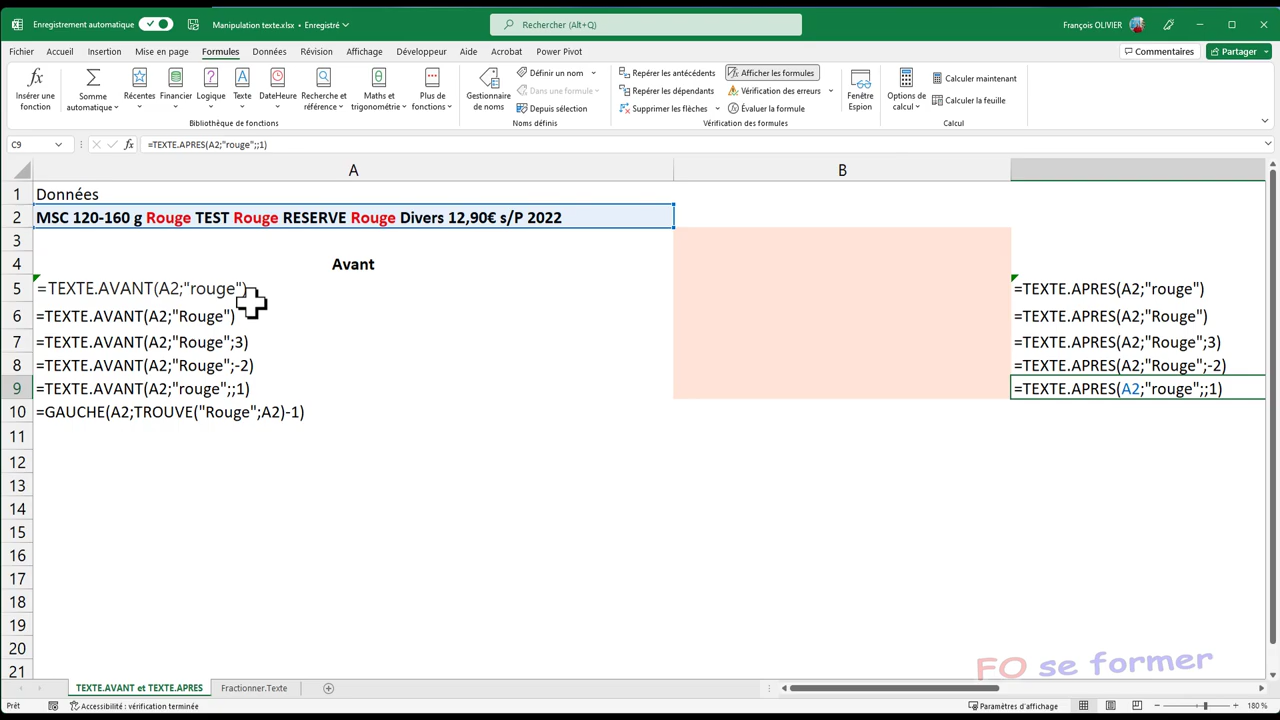 Enregistrement automatique
Manipulation texte.xlsx • Enregistré
Rechercher (Alt+Q)
François OLIVIER
Fichier Accueil Insertion Mise en page Formules Données Révision Affichage Développeur Aide Acrobat Power Pivot
Commentaires
Partager
Insérer une fonction
Somme automatique
Récentes
Financier
Logique
Texte
DateHeure
Recherche et référence
Maths et trigonométrie
Plus de fonctions
Bibliothèque de fonctions
Gestionnaire de noms
Définir un nom
Dans une formule
Depuis sélection
Noms définis
Repérer les antécédents
Repérer les dépendants
Supprimer les flèches
Afficher les formules
Vérification des erreurs
Évaluer la formule
Vérification des formules
Fenêtre Espion
Options de calcul
Calculer maintenant
Calculer la feuille
Calcul
C9
fx
=TEXTE.APRES(A2;"rouge";;1)
A B
1 Données
2 MSC 120-160 g Rouge TEST Rouge RESERVE Rouge Divers 12,90€ s/P 2022
3
4 Avant
5 =TEXTE.AVANT(A2;"rouge") =TEXTE.APRES(A2;"rouge")
6 =TEXTE.AVANT(A2;"Rouge") =TEXTE.APRES(A2;"Rouge")
7 =TEXTE.AVANT(A2;"Rouge";3) =TEXTE.APRES(A2;"Rouge";3)
8 =TEXTE.AVANT(A2;"Rouge";-2) =TEXTE.APRES(A2;"Rouge";-2)
9 =TEXTE.AVANT(A2;"rouge";;1) =TEXTE.APRES(A2;"rouge";;1)
10 =GAUCHE(A2;TROUVE("Rouge";A2)-1)
11
12
13
14
15
16
17
18
19
20
21
FO se former
TEXTE.AVANT et TEXTE.APRES Fractionner.Texte
Prêt
Accessibilité : vérification terminée
Paramètres d'affichage
180 %